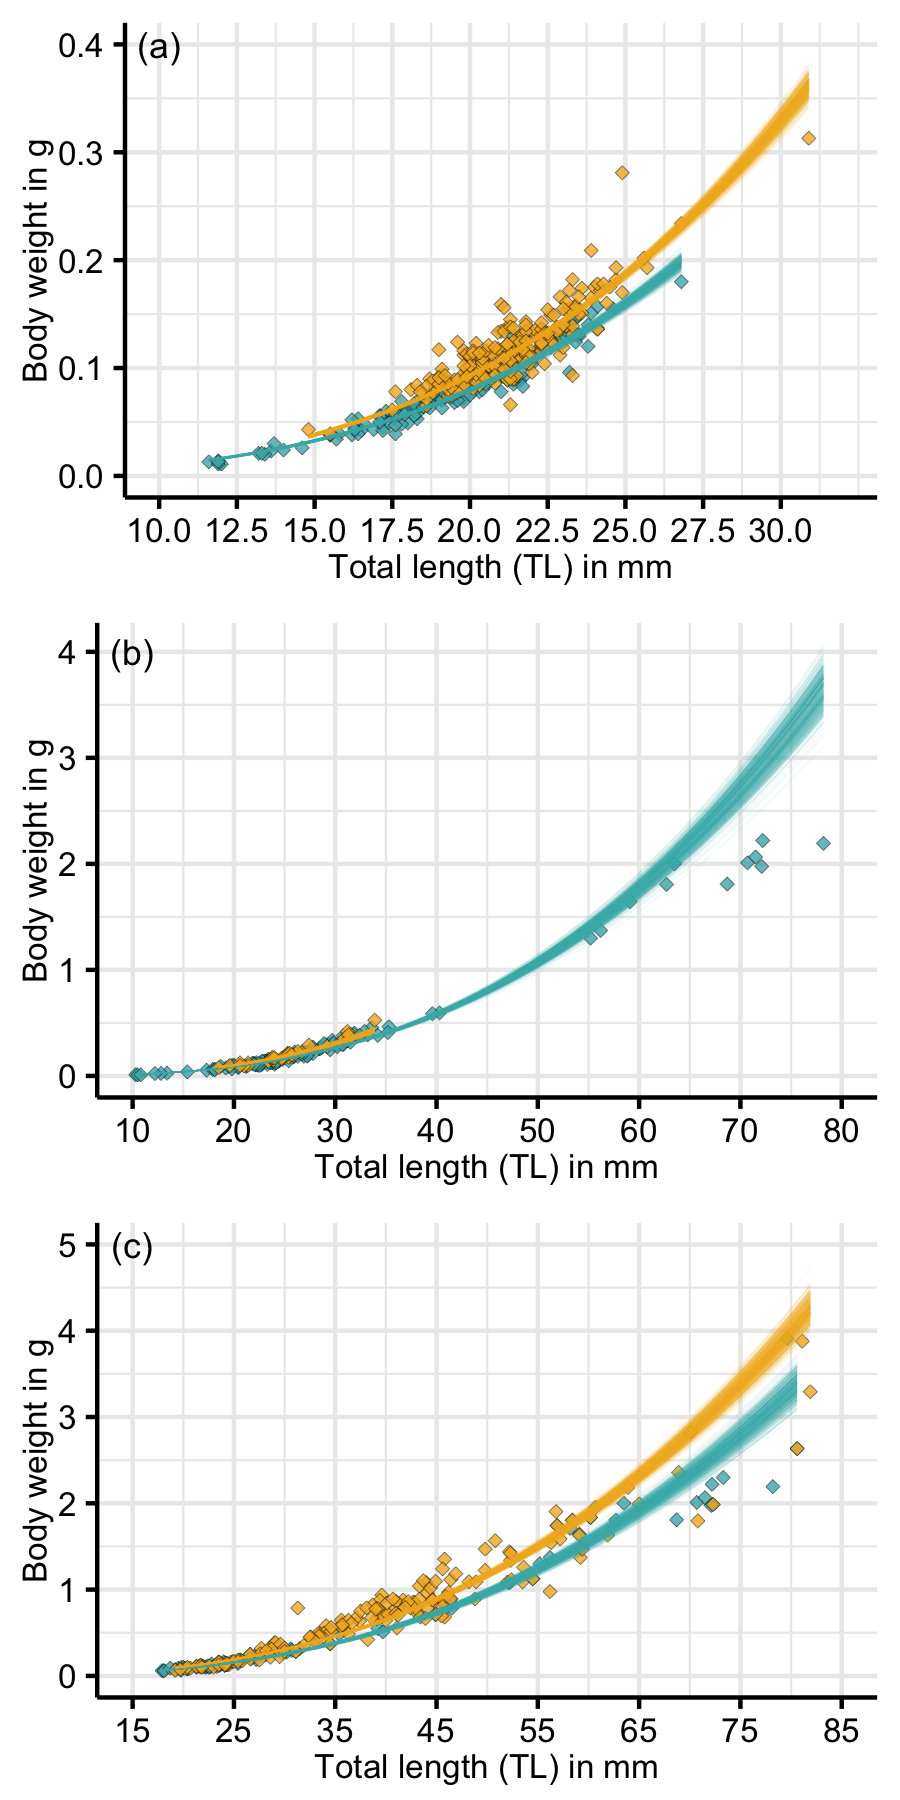 (a)
Body weight in g
0.4
0.3
0.2
0.1
0.0
10.0 12.5 15.0 17.5 20.0 22.5 25.0 27.5 30.0
Total length (TL) in mm
(b)
Body weight in g
4
3
2
1
0
10 20 30 40 50 60 70 80
Total length (TL) in mm
(c)
Body weight in g
5
4
3
2
1
0
15 25 35 45 55 65 75 85
Total length (TL) in mm